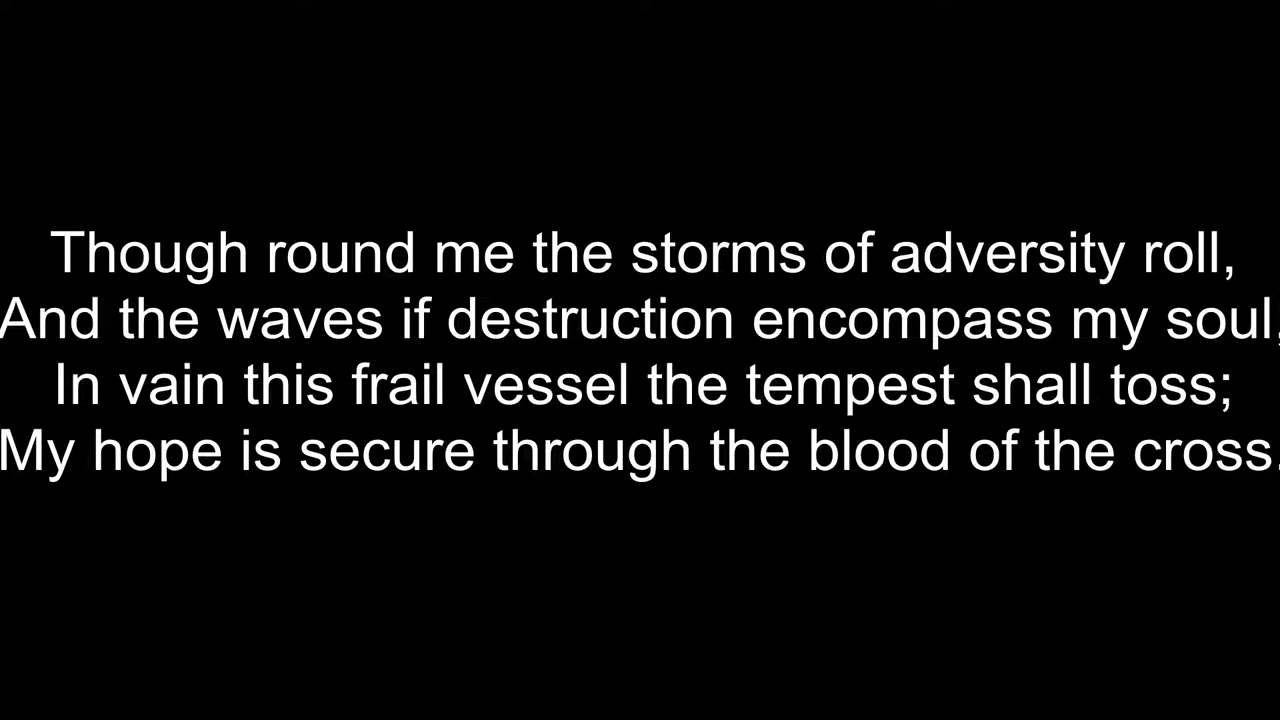 Though round me the storms of adversity roll,
And the waves if destruction encompass my soul,
In vain this frail vessel the tempest shall toss;
My hope is secure through the blood of the cross.